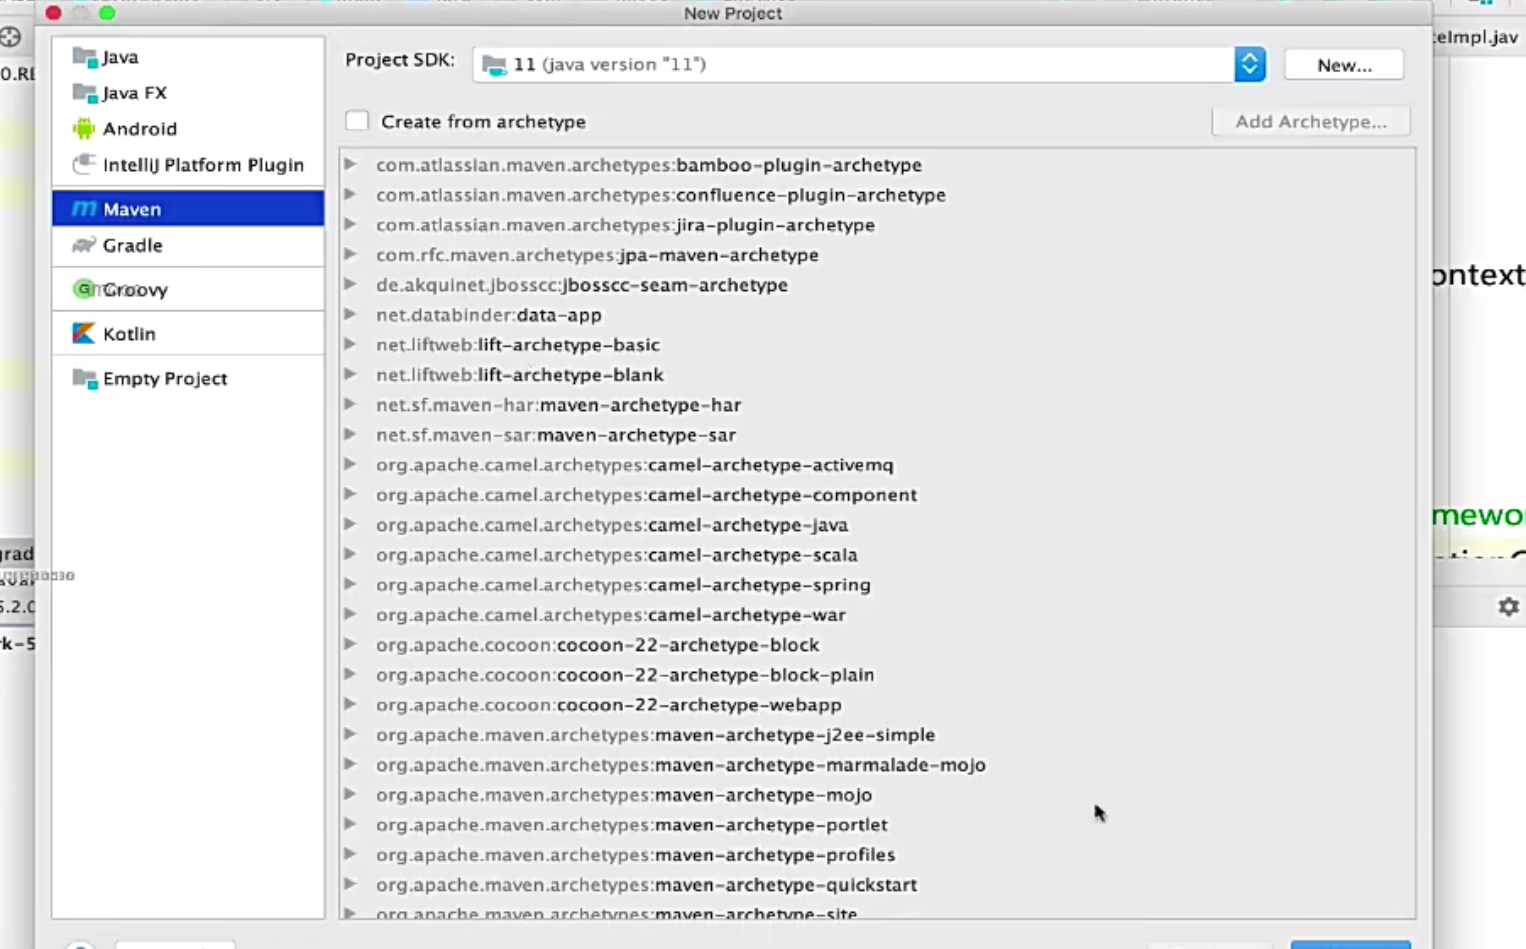 New Project
Java
Java FX
Android
IntelliJ Platform Plugin
Maven
Gradle
Groovy
Kotlin
Empty Project
Project SDK: 11 (java version "11") New...
Create from archetype Add Archetype...
com.atlassian.maven.archetypes:bamboo-plugin-archetype
com.atlassian.maven.archetypes:confluence-plugin-archetype
com.atlassian.maven.archetypes:jira-plugin-archetype
com.rfc.maven.archetypes:jpa-maven-archetype
de.akquinet.jbosscc:jbosscc-seam-archetype
net.databinder:data-app
net.liftweb:lift-archetype-basic
net.liftweb:lift-archetype-blank
net.sf.maven-har:maven-archetype-har
net.sf.maven-sar:maven-archetype-sar
org.apache.camel.archetypes:camel-archetype-activemq
org.apache.camel.archetypes:camel-archetype-component
org.apache.camel.archetypes:camel-archetype-java
org.apache.camel.archetypes:camel-archetype-scala
org.apache.camel.archetypes:camel-archetype-spring
org.apache.camel.archetypes:camel-archetype-war
org.apache.cocoon:cocoon-22-archetype-block
org.apache.cocoon:cocoon-22-archetype-block-plain
org.apache.cocoon:cocoon-22-archetype-webapp
org.apache.maven.archetypes:maven-archetype-j2ee-simple
org.apache.maven.archetypes:maven-archetype-marmalade-mojo
org.apache.maven.archetypes:maven-archetype-mojo
org.apache.maven.archetypes:maven-archetype-portlet
org.apache.maven.archetypes:maven-archetype-profiles
org.apache.maven.archetypes:maven-archetype-quickstart
org.apache.maven.archetypes:maven-archetype-site
eImpl.jav
ontext
mewor
0.RE
grad
5.2.0
rk-5